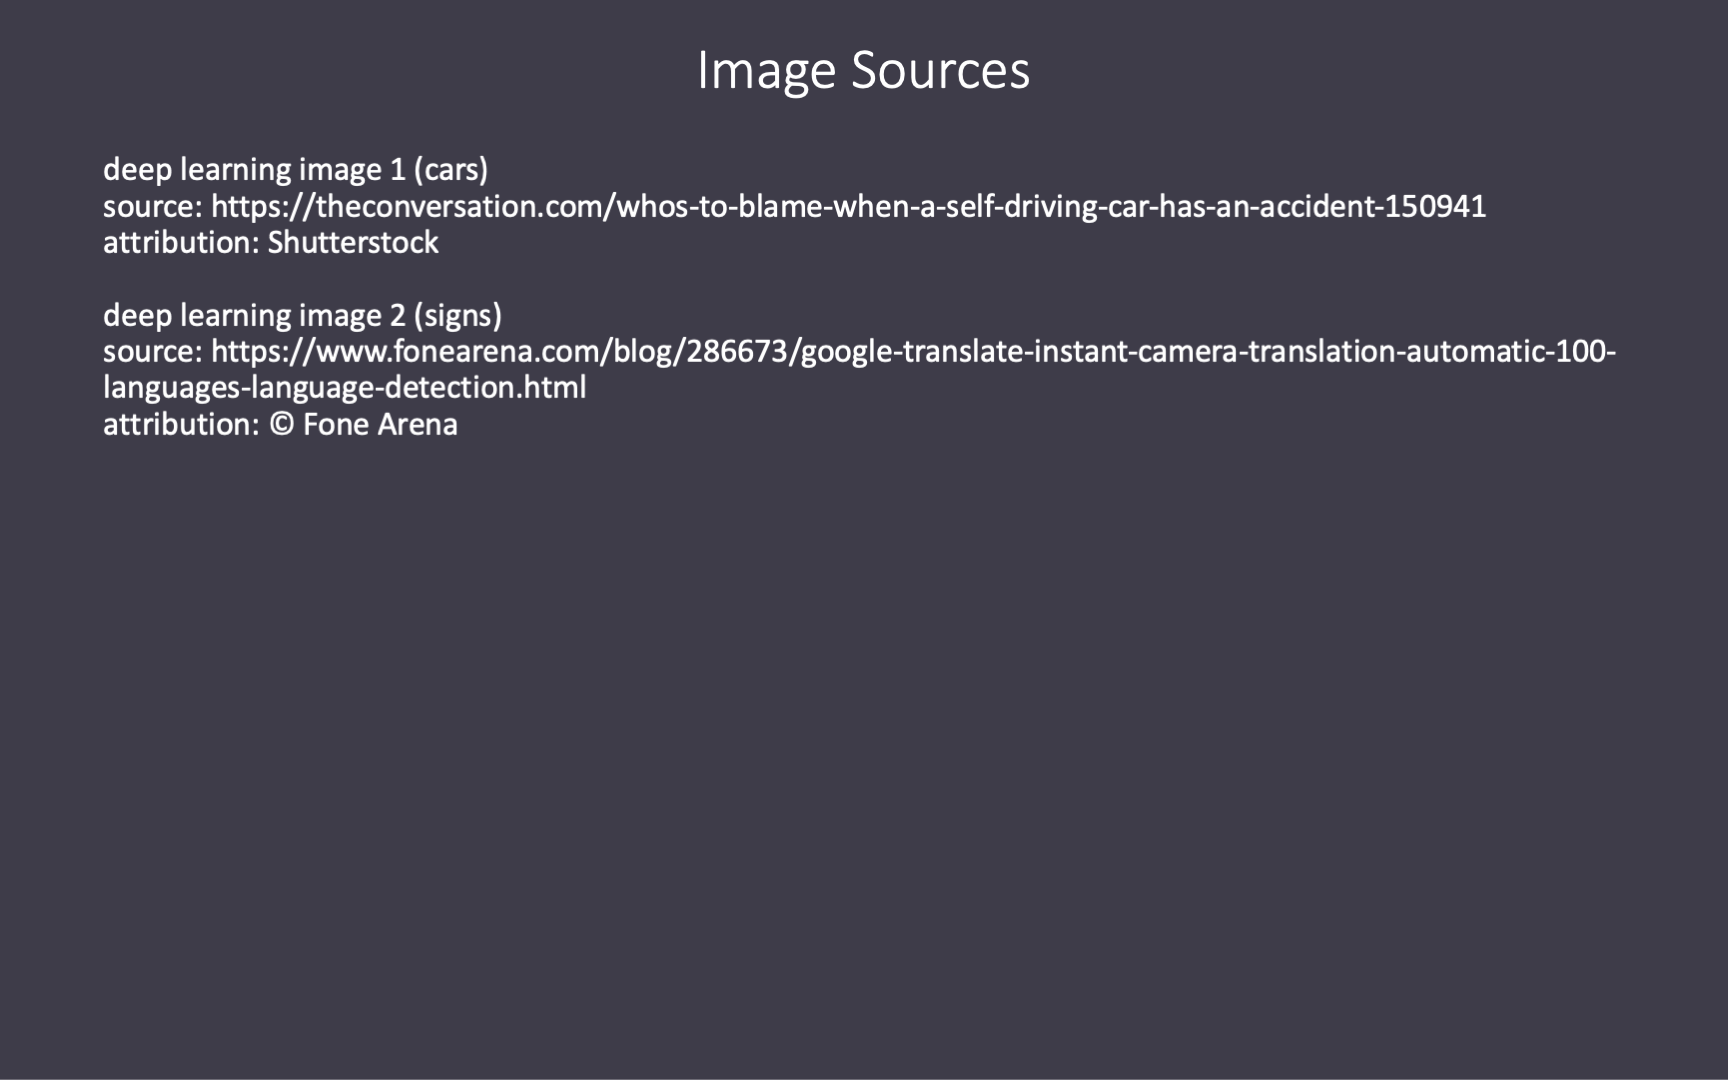 Image Sources
deep learning image 1 (cars)
source: https://theconversation.com/whos-to-blame-when-a-self-driving-car-has-an-accident-150941
attribution: Shutterstock
deep learning image 2 (signs)
source: https://www.fonearena.com/blog/286673/google-translate-instant-camera-translation-automatic-100-
languages-language-detection.html
attribution: © Fone Arena